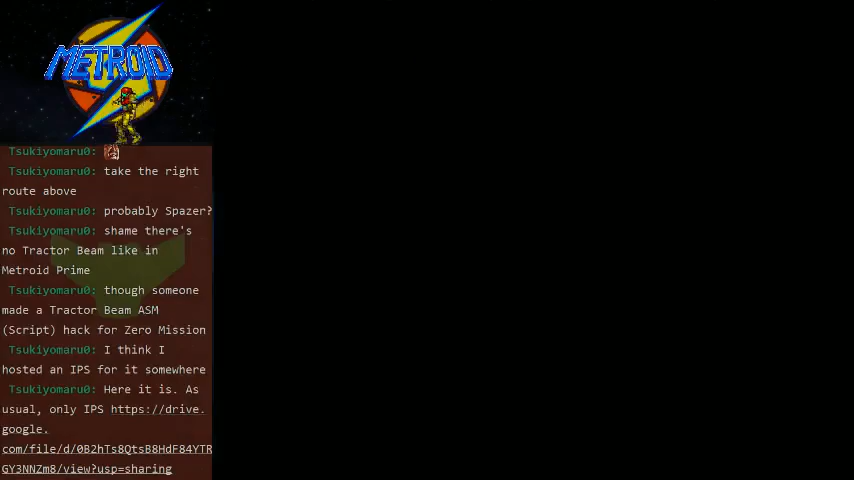 METROID
Tsukiyomaru0:
Tsukiyomaru0: take the right
route above
Tsukiyomaru0: probably Spazer?
Tsukiyomaru0: shame there's
no Tractor Beam like in
Metroid Prime
Tsukiyomaru0: though someone
made a Tractor Beam ASM
(Script) hack for Zero Mission
Tsukiyomaru0: I think I
hosted an IPS for it somewhere
Tsukiyomaru0: Here it is. As
usual, only IPS https://drive.
google.
com/file/d/0B2hTs8QtsB8HdF84YTR
GY3NNZm8/view?usp=sharing